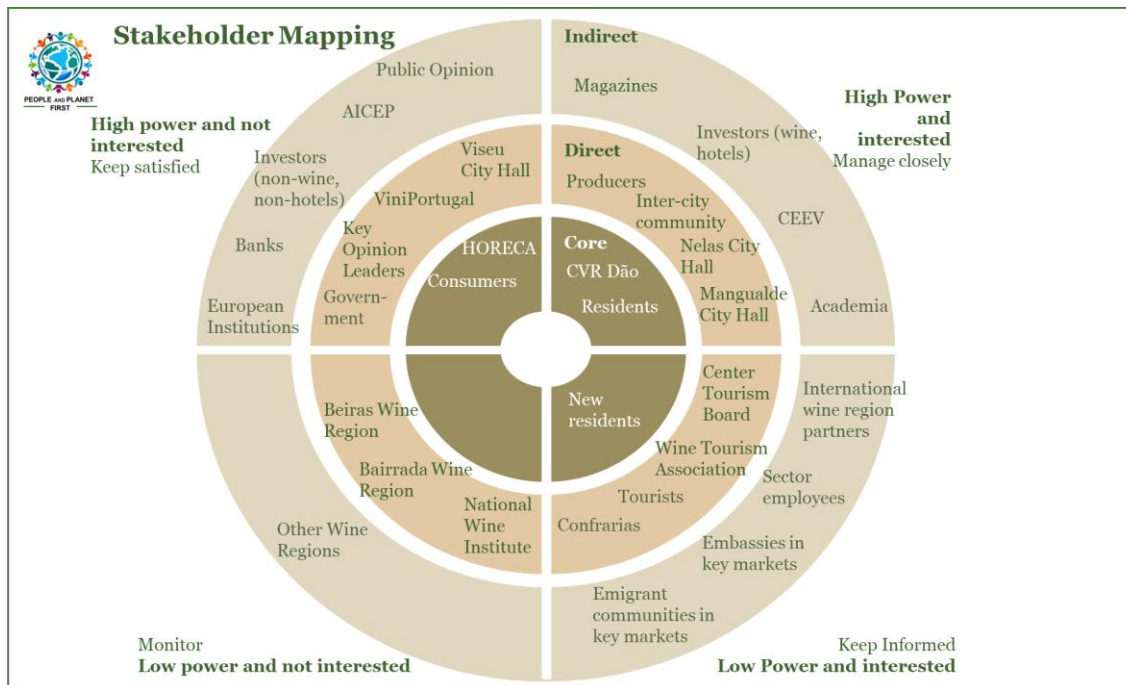 Stakeholder Mapping
PEOPLE AND PLANET
FIRST
High power and not
interested
Keep satisfied
Public Opinion
AICEP
Investors
(non-wine,
non-hotels)
Banks
European
Institutions
Viseu
City Hall
ViniPortugal
Key
Opinion
Leaders
Govern-
ment
HORECA
Consumers
Indirect
Magazines
Investors (wine,
hotels)
CEEV
Academia
High Power
and
interested
Manage closely
Direct
Producers
Inter-city
community
Nelas City
Hall
Mangualde
City Hall
Core
CVR Dão
Residents
Beiras Wine
Region
Bairrada Wine
Region
National
Wine
Institute
Other Wine
Regions
Monitor
Low power and not interested
New
residents
Center
Tourism
Board
Wine Tourism
Association
Tourists
Confrarias
International
wine region
partners
Sector
employees
Embassies in
key markets
Emigrant
communities in
key markets
Keep Informed
Low Power and interested